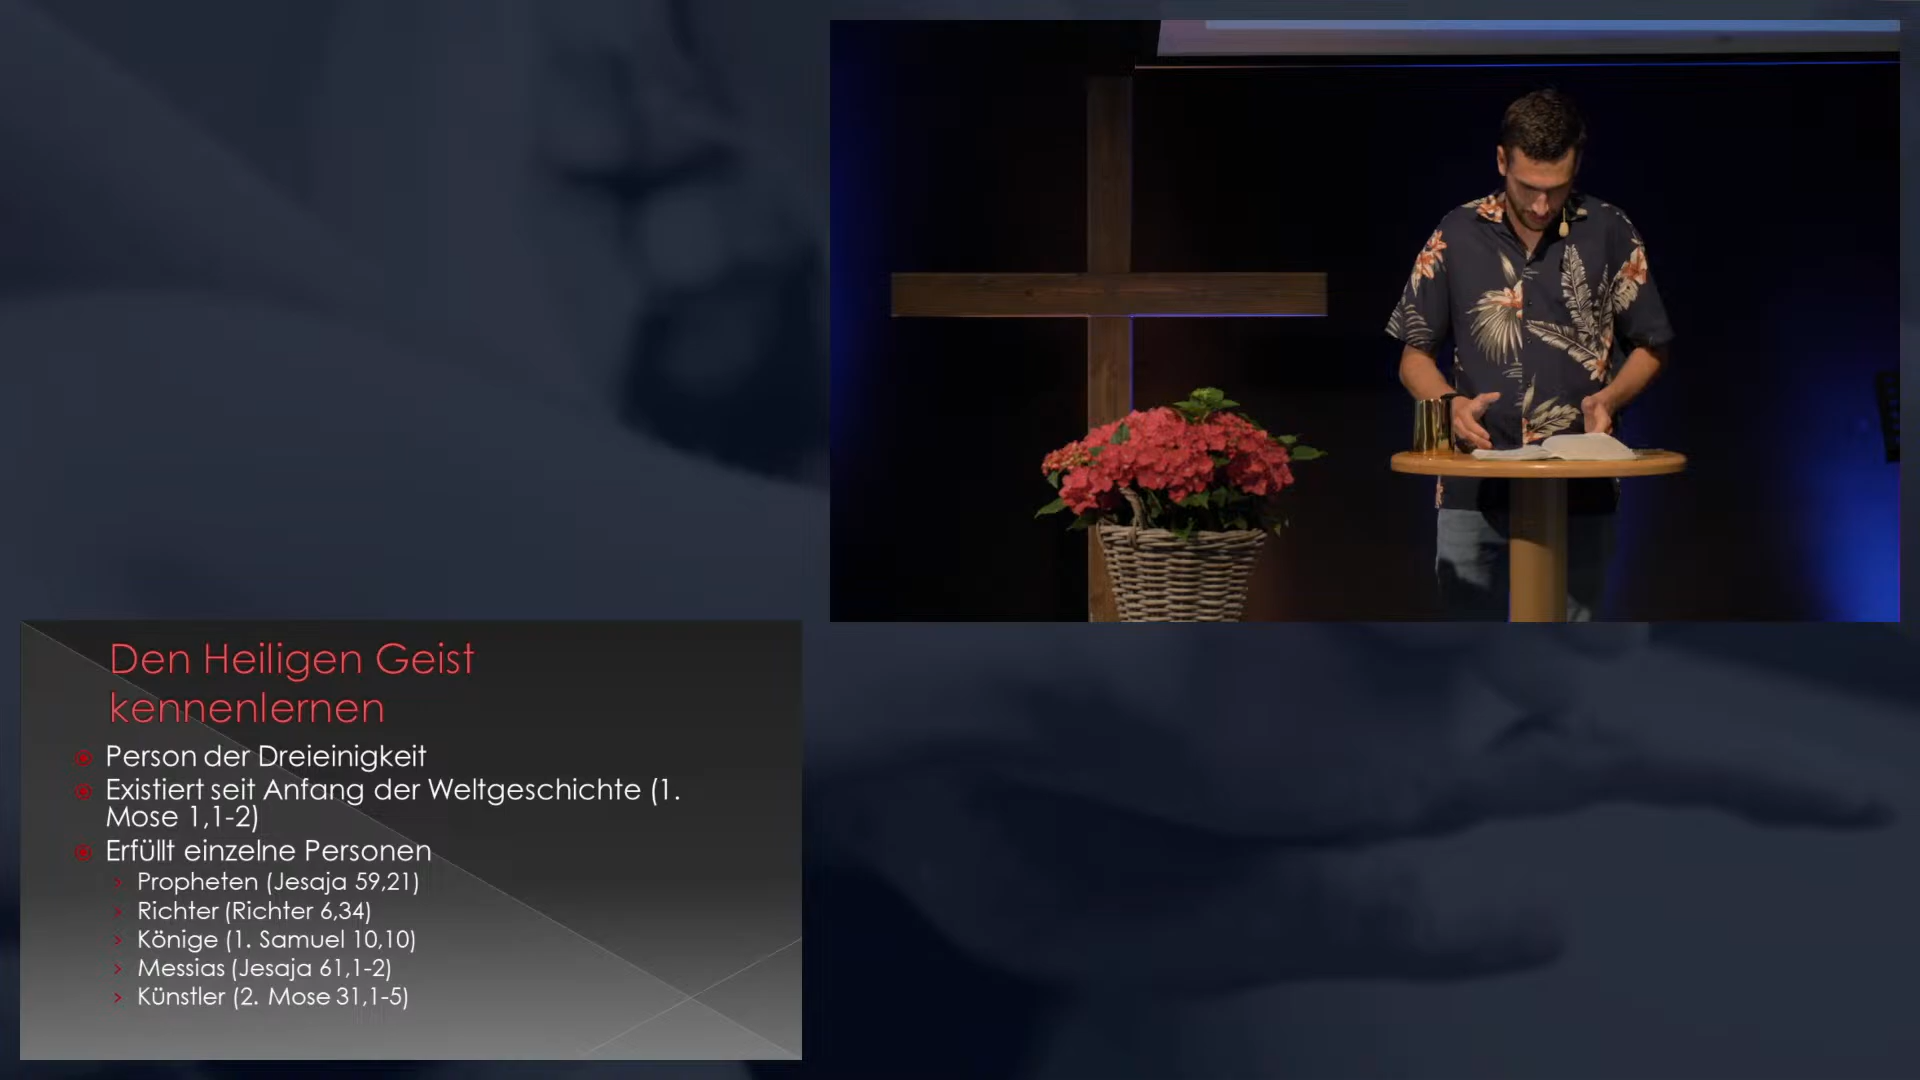 Den Heiligen Geist
kennenlernen
Person der Dreieinigkeit
Existiert seit Anfang der Weltgeschichte (1.
Mose 1,1-2)
Erfüllt einzelne Personen
Propheten (Jesaja 59,21)
Richter (Richter 6,34)
Könige (1. Samuel 10,10)
Messias (Jesaja 61,1-2)
Künstler (2. Mose 31,1-5)